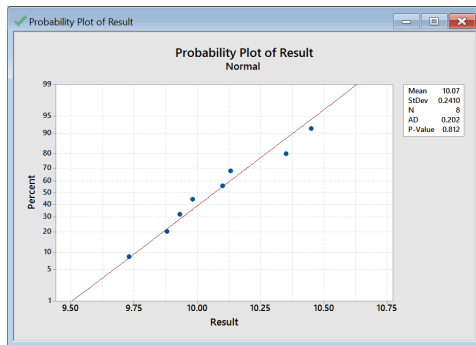 Probability Plot of Result
Probability Plot of Result
Normal
99
95
90
80
70
60
50
40
30
20
10
5
1
Percent
9.50 9.75 10.00 10.25 10.50 10.75
Result
Mean 10.07
StDev 0.2410
N 8
AD 0.202
P-Value 0.812